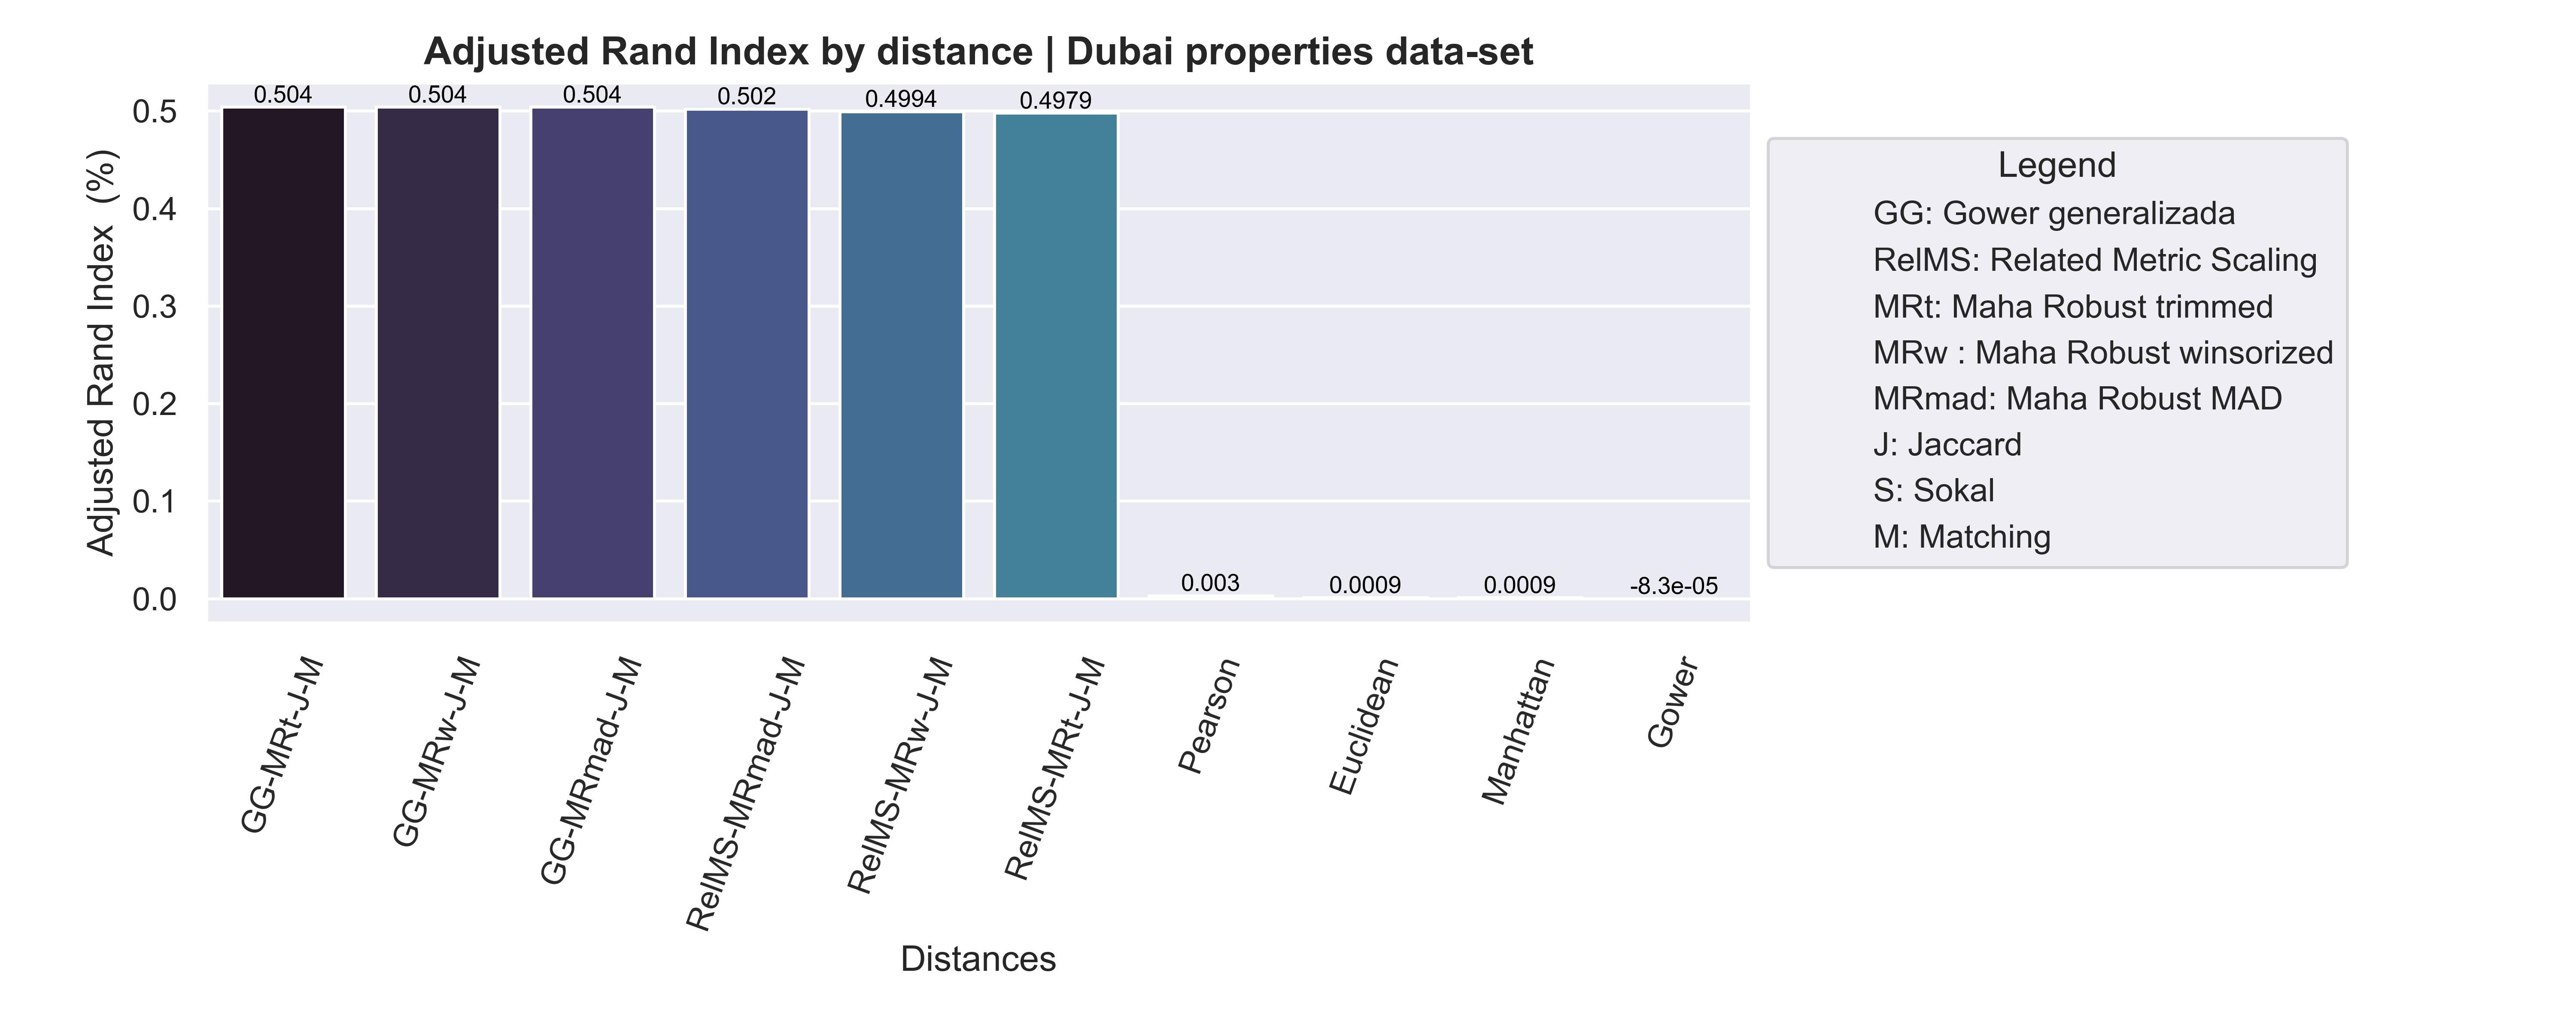 Adjusted Rand Index by distance | Dubai properties data-set
0.504
0.504
0.504
0.502
0.4994
0.4979
0.003
0.0009
0.0009
-8.3e-05
0.5
0.4
0.3
0.2
0.1
0.0
Adjusted Rand Index  (%)
GG-MRt-J-M
GG-MRw-J-M
GG-MRmad-J-M
RelMS-MRmad-J-M
RelMS-MRw-J-M
RelMS-MRt-J-M
Pearson
Euclidean
Manhattan
Gower
Distances
Legend
GG: Gower generalizada
RelMS: Related Metric Scaling
MRt: Maha Robust trimmed
MRw : Maha Robust winsorized
MRmad: Maha Robust MAD
J: Jaccard
S: Sokal
M: Matching